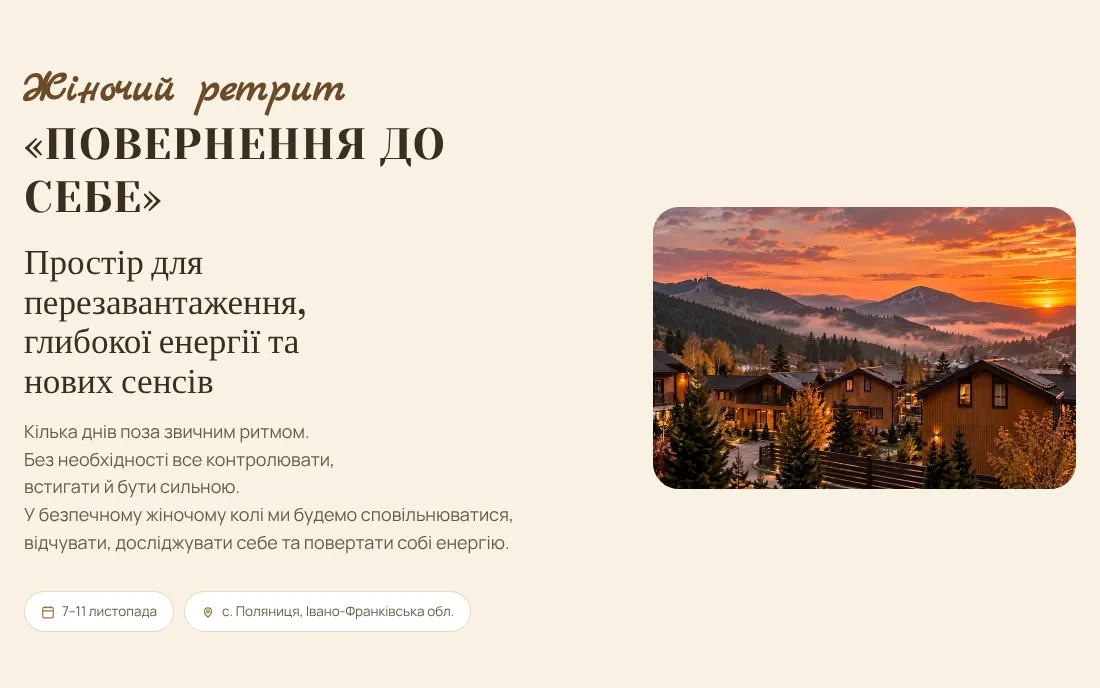 Жіночий ретрит
«ПОВЕРНЕННЯ ДО
СЕБЕ»
Простір для
перезавантаження,
глибокої енергії та
нових сенсів
Кілька днів поза звичним ритмом.
Без необхідності все контролювати,
встигати й бути сильною.
У безпечному жіночому колі ми будемо сповільнюватися,
відчувати, досліджувати себе та повертати собі енергію.
7–11 листопада
с. Поляниця, Івано-Франківська обл.